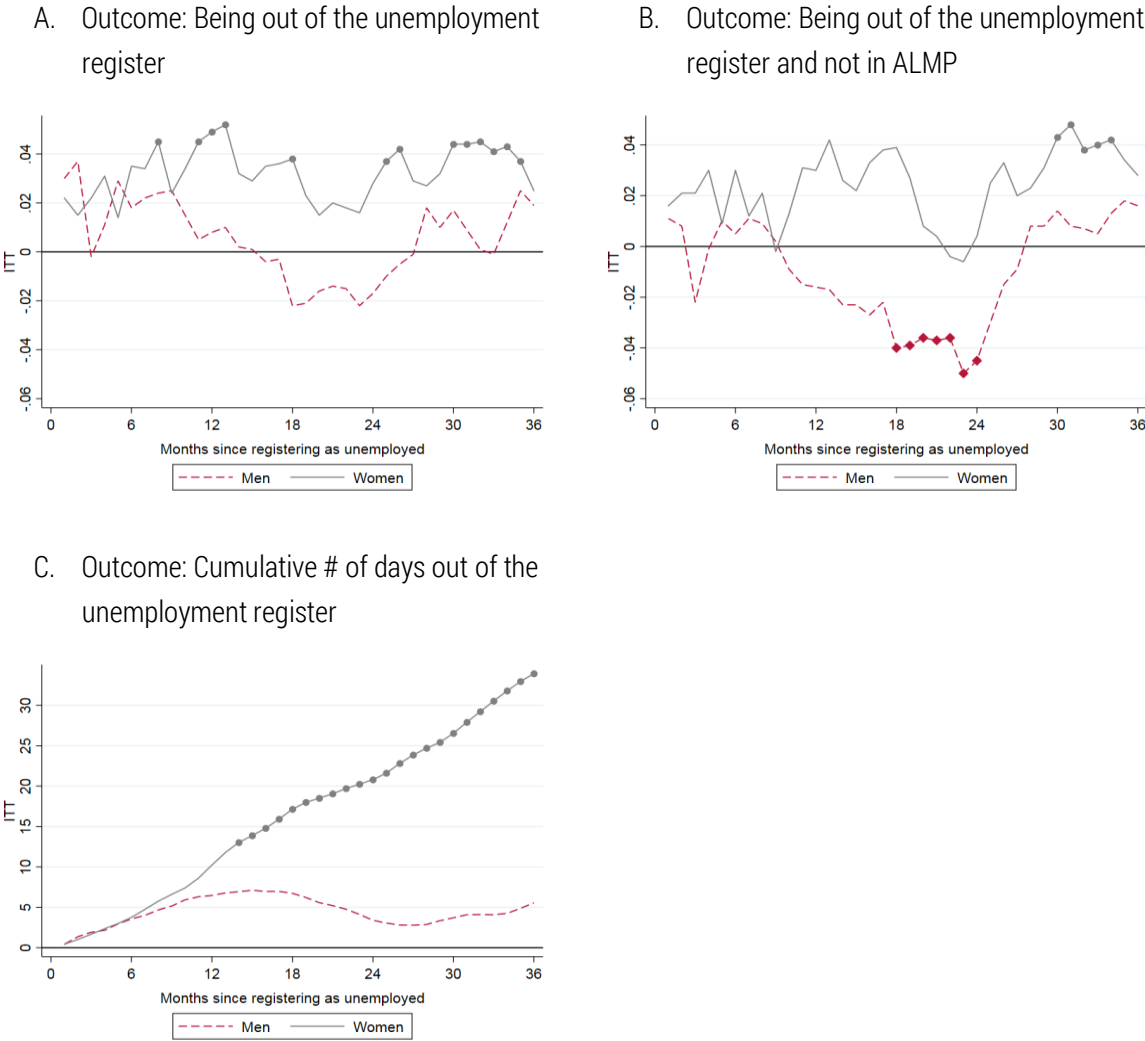 A. Outcome: Being out of the unemployment
register
.04
.02
0
-.02
-.04
-.06
ITT
0 6 12 18 24 30 36
Months since registering as unemployed
Men Women
B. Outcome: Being out of the unemployment
register and not in ALMP
.04
.02
0
-.02
-.04
-.06
ITT
0 6 12 18 24 30 36
Months since registering as unemployed
Men Women
C. Outcome: Cumulative # of days out of the
unemployment register
30
25
20
15
10
5
0
ITT
0 6 12 18 24 30 36
Months since registering as unemployed
Men Women